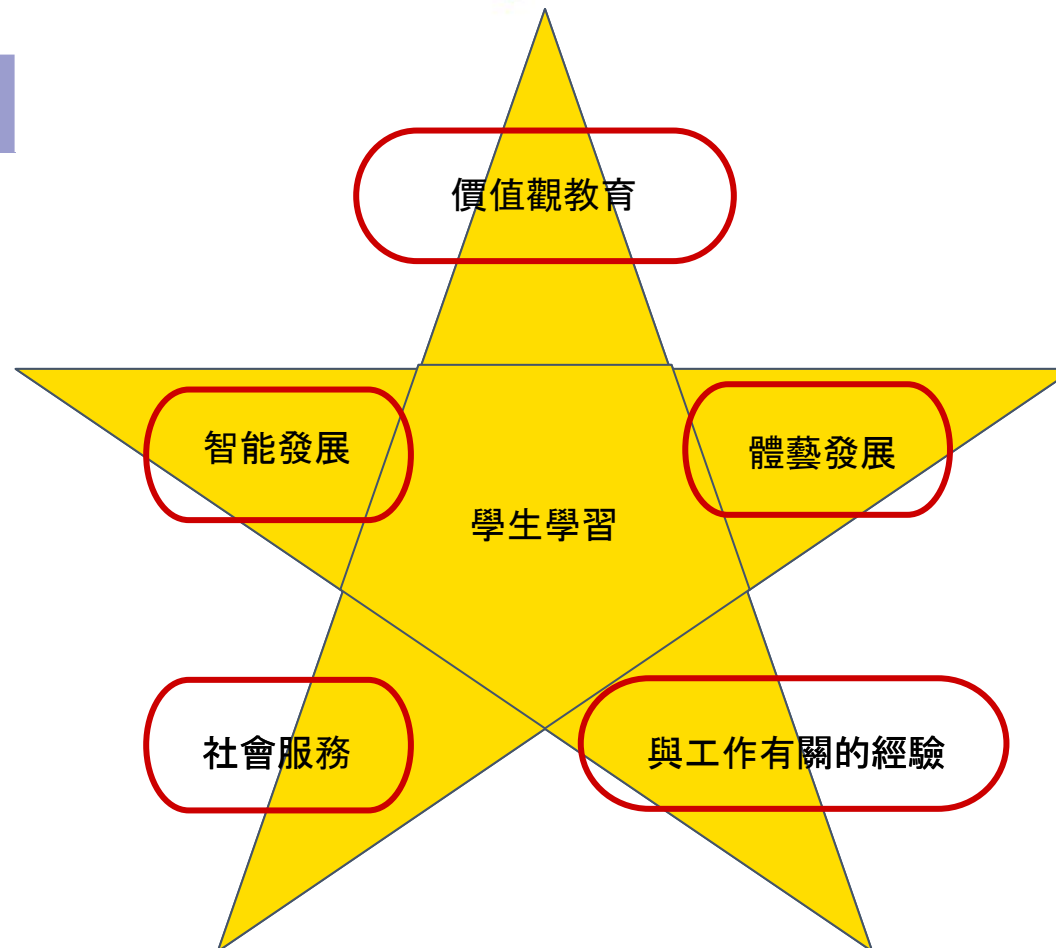 價值觀教育
智能發展
體藝發展
學生學習
社會服務
與工作有關的經驗